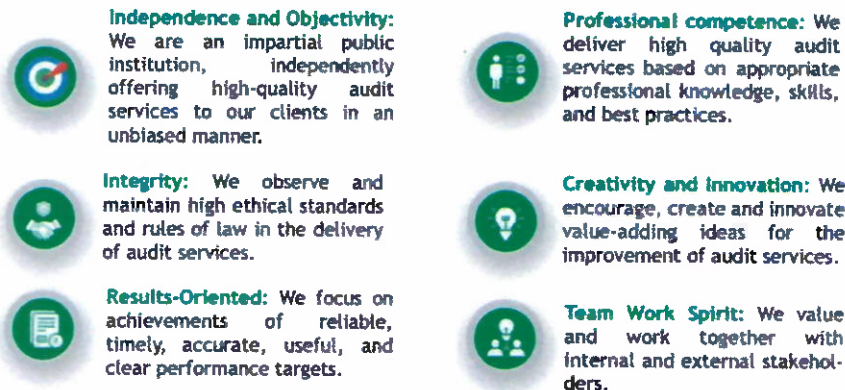 Independence and Objectivity:
We are an impartial public
institution, independently
offering high-quality audit
services to our clients in an
unbiased manner.
Integrity: We observe and
maintain high ethical standards
and rules of law in the delivery
of audit services.
Results-Oriented: We focus on
achievements of reliable,
timely, accurate, useful, and
clear performance targets.
Professional competence: We
deliver high quality audit
services based on appropriate
professional knowledge, skills,
and best practices.
Creativity and Innovation: We
encourage, create and innovate
value-adding ideas for the
improvement of audit services.
Team Work Spirit: We value
and work together with
internal and external stakehol-
ders.